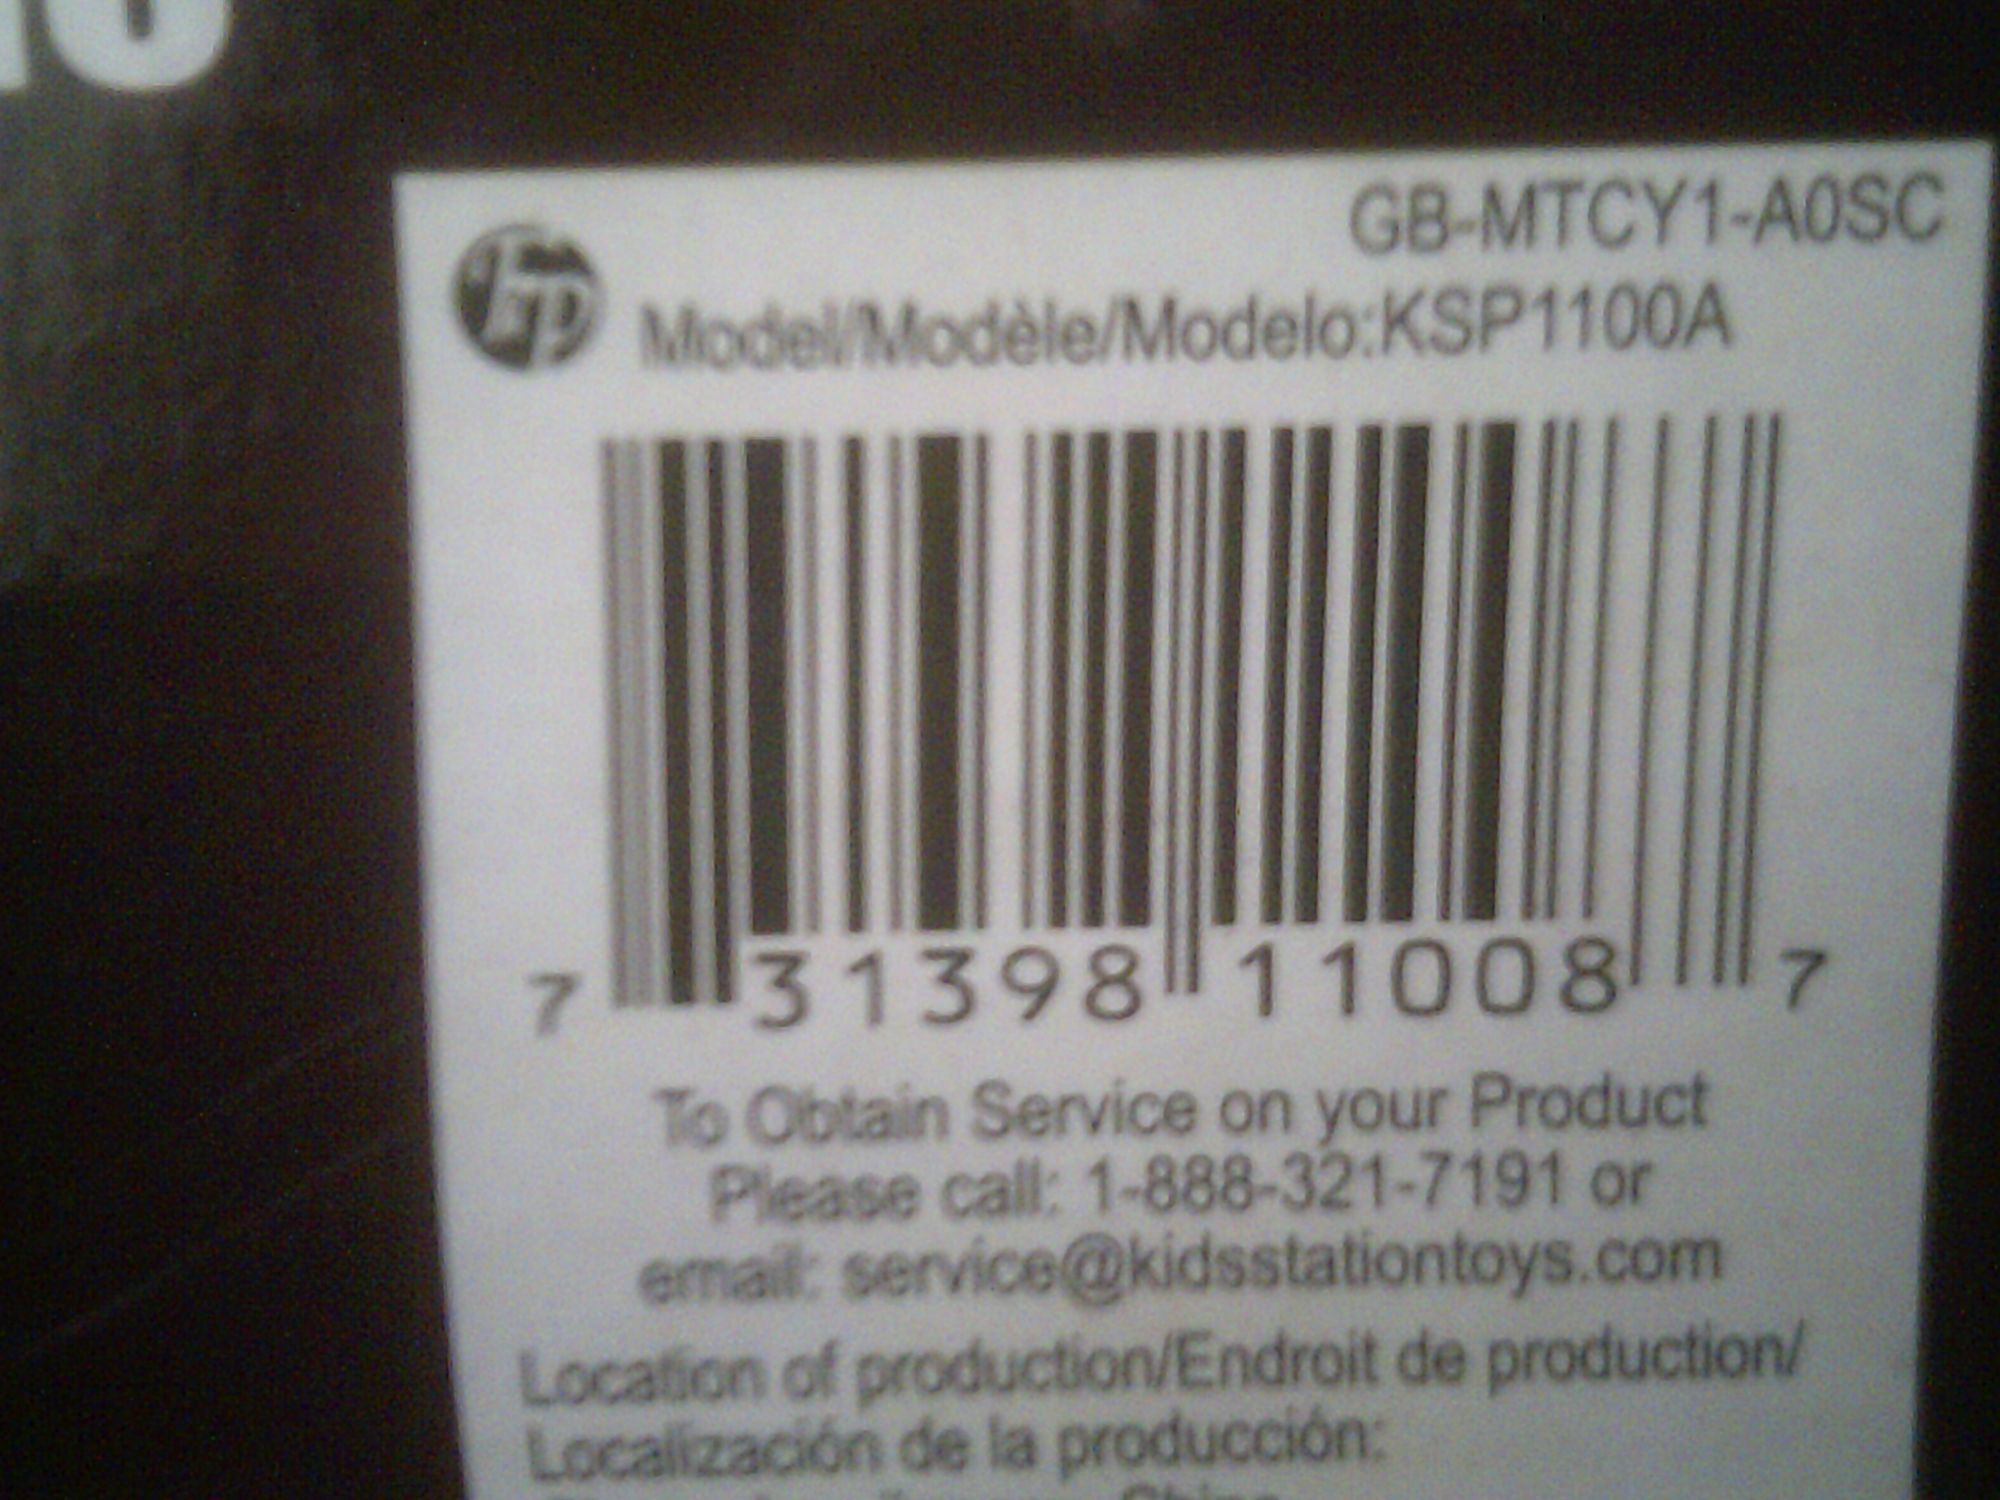 GB-MTCY1-A0SC
hp
Model/Modèle/Modelo:KSP1100A
7 31398 11008 7
To Obtain Service on your Product
Please call: 1-888-321-7191 or
email: service@kidsstationtoys.com
Location of production/Endroit de production/
Localización de la producción: